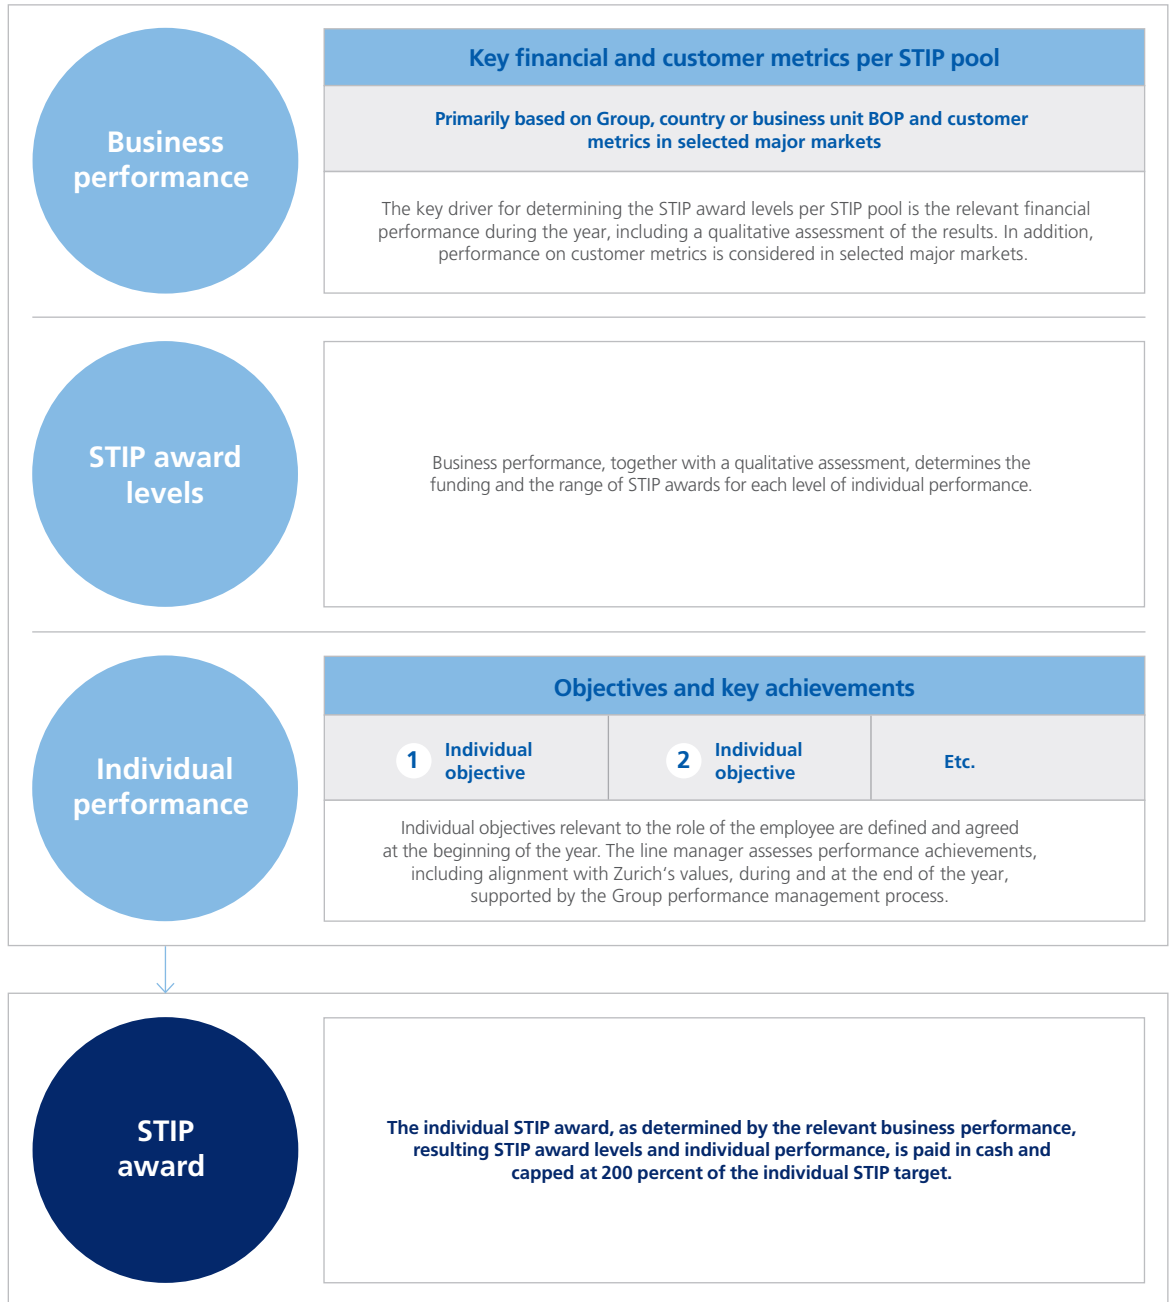 Business
performance
Key financial and customer metrics per STIP pool
Primarily based on Group, country or business unit BOP and customer
metrics in selected major markets
The key driver for determining the STIP award levels per STIP pool is the relevant financial
performance during the year, including a qualitative assessment of the results. In addition,
performance on customer metrics is considered in selected major markets.
STIP award
levels
Business performance, together with a qualitative assessment, determines the
funding and the range of STIP awards for each level of individual performance.
Individual
performance
Objectives and key achievements
1 Individual
objective
2 Individual
objective
Etc.
Individual objectives relevant to the role of the employee are defined and agreed
at the beginning of the year. The line manager assesses performance achievements,
including alignment with Zurich’s values, during and at the end of the year,
supported by the Group performance management process.
STIP
award
The individual STIP award, as determined by the relevant business performance,
resulting STIP award levels and individual performance, is paid in cash and
capped at 200 percent of the individual STIP target.